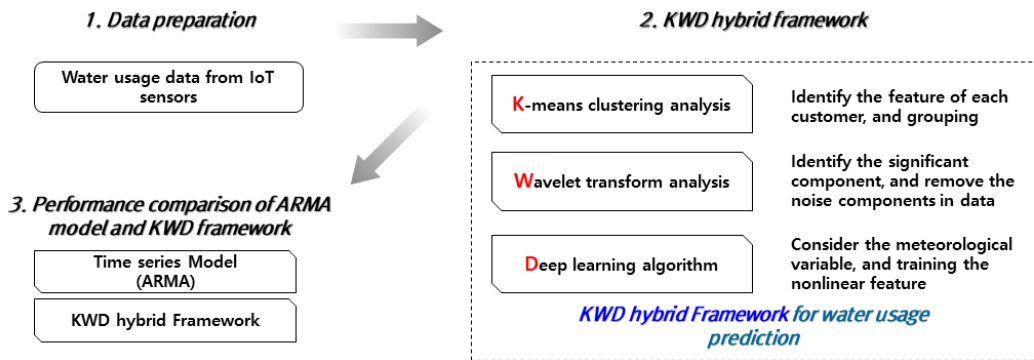 1. Data preparation
Water usage data from IoT
sensors
2. KWD hybrid framework
K-means clustering analysis
Identify the feature of each
customer, and grouping
Wavelet transform analysis
Identify the significant
component, and remove the
noise components in data
Deep learning algorithm
Consider the meteorological
variable, and training the
nonlinear feature
KWD hybrid Framework for water usage
prediction
3. Performance comparison of ARMA
model and KWD framework
Time series Model
(ARMA)
KWD hybrid Framework